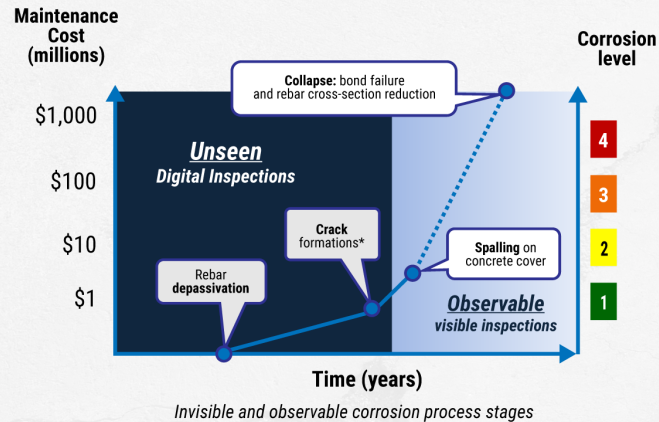 Maintenance
Cost
(millions)
Corrosion
level
Collapse: bond failure
and rebar cross-section reduction
$1,000
$100
$10
$1
Unseen
Digital Inspections
Crack
formations*
Rebar
depassivation
Spalling on
concrete cover
Observable
visible inspections
4
3
2
1
Time (years)
Invisible and observable corrosion process stages